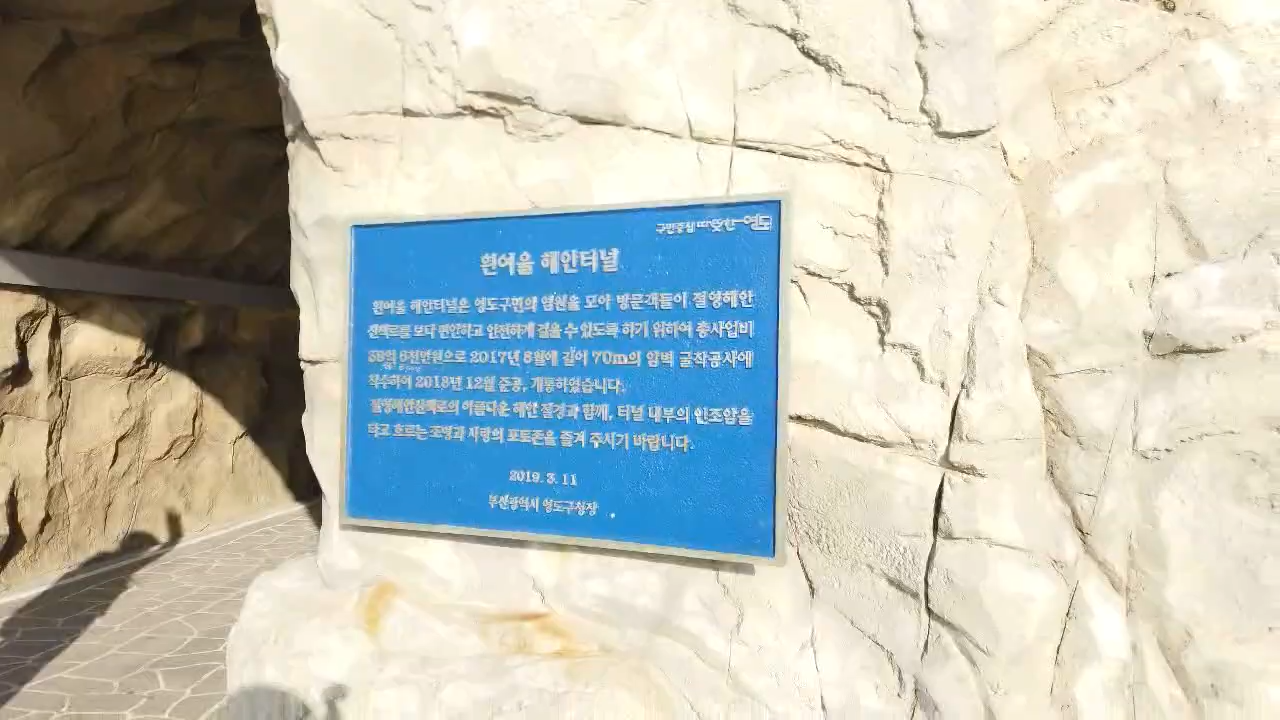 구민중심 따뜻한 영도
흰여울 해안터널
흰여울 해안터널은 영도구민의 염원을 모아 방문객들이 절영해안
산책로를 보다 편안하고 안전하게 걸을 수 있도록 하기 위하여 총사업비
6천만원으로 2017년 8월에 길이 70m의 암벽 굴착공사에
착수하여 2018년 12월 준공, 개통하였습니다.
절영해안산책로의 아름다운 해안 절경과 함께, 터널 내부의 인조암을
타고 흐르는 조명과 사랑의 포토존을 즐겨 주시기 바랍니다.
2019. 3. 11
부산광역시 영도구청장